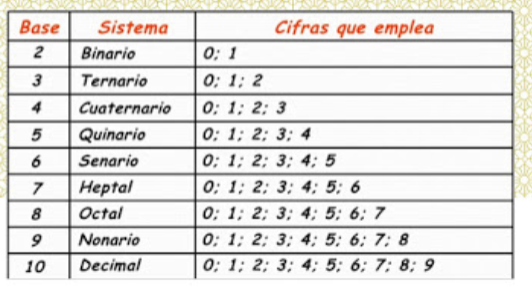 Base Sistema Cifras que emplea
2 Binario 0; 1
3 Ternario 0; 1; 2
4 Cuaternario 0; 1; 2; 3
5 Quinario 0; 1; 2; 3; 4
6 Senario 0; 1; 2; 3; 4; 5
7 Heptal 0; 1; 2; 3; 4; 5; 6
8 Octal 0; 1; 2; 3; 4; 5; 6; 7
9 Nonario 0; 1; 2; 3; 4; 5; 6; 7; 8
10 Decimal 0; 1; 2; 3; 4; 5; 6; 7; 8; 9